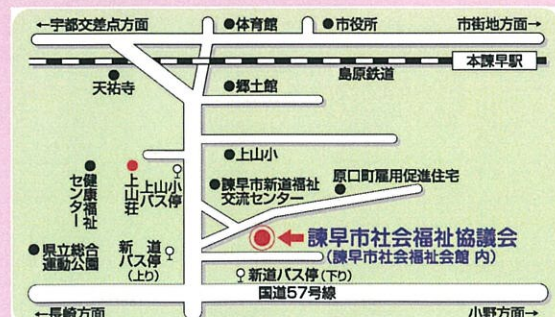 ←宇都交差点方面
●体育館
●市役所
市街地方面→
本諫早駅
島原鉄道
天祐寺
●郷土館
●上山小
健康福祉
センター
上山荘
上山小
バス停
●諫早市新道福祉
交流センター
原口町雇用促進住宅
諫早市社会福祉協議会
(諫早市社会福祉会館 内)
●県立総合
運動公園
新道
バス停
(上り)
新道バス停(下り)
国道57号線
←長崎方面
小野方面→